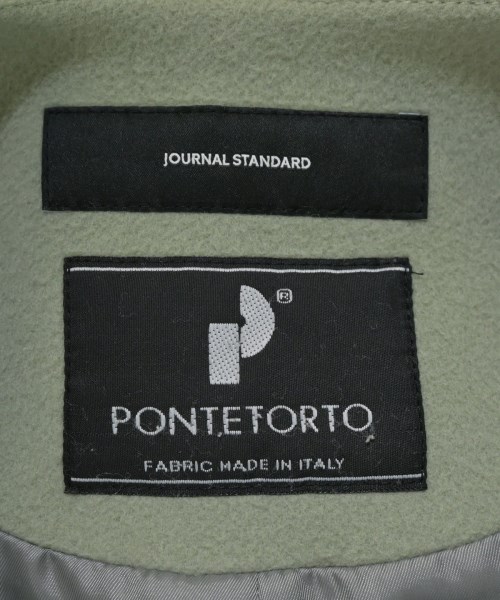 JOURNAL STANDARD
®
PONTETORTO
FABRIC MADE IN ITALY